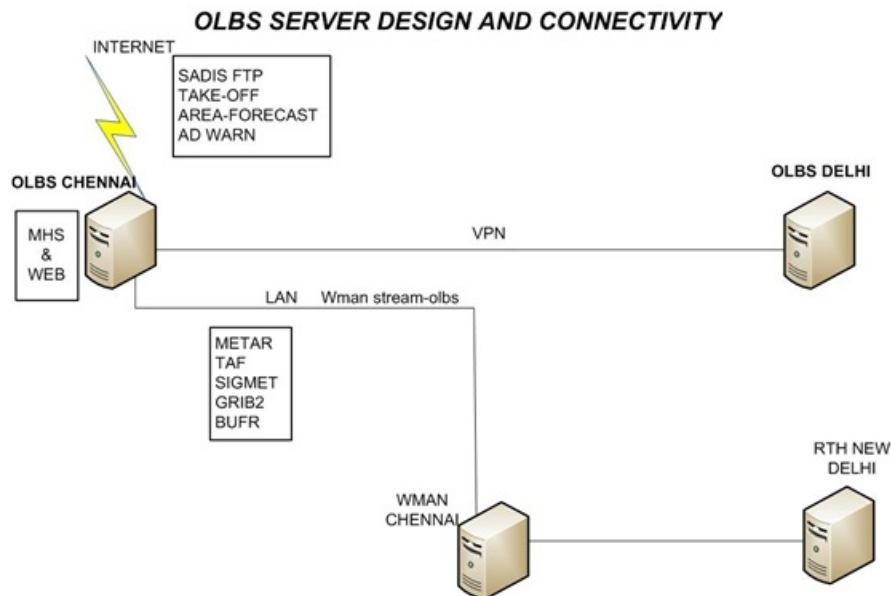 OLBS SERVER DESIGN AND CONNECTIVITY
INTERNET
SADIS FTP
TAKE-OFF
AREA-FORECAST
AD WARN
OLBS CHENNAI
OLBS DELHI
MHS
&
WEB
VPN
LAN
Wman stream-olbs
METAR
TAF
SIGMET
GRIB2
BUFR
WMAN
CHENNAI
RTH NEW
DELHI